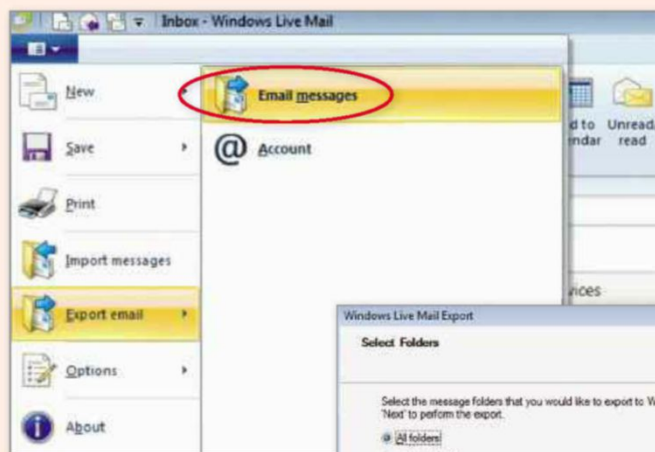 Inbox - Windows Live Mail
New
Email messages
Save
@ Account
Print
Import messages
Export email
Options
About
d to
endar
Unread
read
vices
Windows Live Mail Export
Select Folders
Select the message folders that you would like to export to W
'Next' to perform the export.
All folders